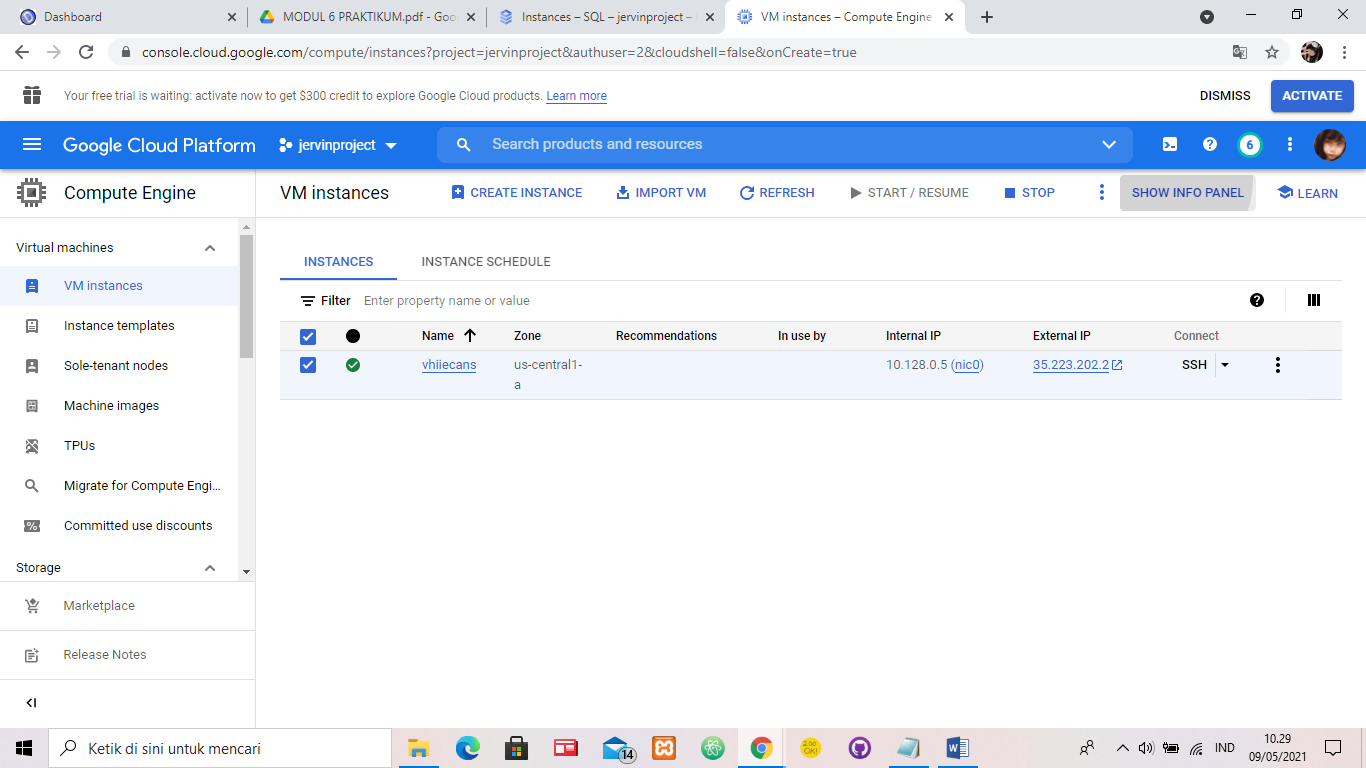 Dashboard
MODUL 6 PRAKTIKUM.pdf - Goo
Instances – SQL – jervinproject –
VM instances – Compute Engine
console.cloud.google.com/compute/instances?project=jervinproject&authuser=2&cloudshell=false&onCreate=true
Your free trial is waiting: activate now to get $300 credit to explore Google Cloud products. Learn more
DISMISS
ACTIVATE
Google Cloud Platform
jervinproject
Search products and resources
6
Compute Engine
VM instances
CREATE INSTANCE
IMPORT VM
REFRESH
START / RESUME
STOP
SHOW INFO PANEL
LEARN
Virtual machines
VM instances
Instance templates
Sole-tenant nodes
Machine images
TPUs
Migrate for Compute Engi...
Committed use discounts
Storage
Marketplace
Release Notes
INSTANCES
INSTANCE SCHEDULE
Filter Enter property name or value
Name Zone Recommendations In use by Internal IP External IP Connect
vhiiecans us-central1- 10.128.0.5 (nic0) 35.223.202.2 SSH
a
Ketik di sini untuk mencari
14
IND
10.29
09/05/2021